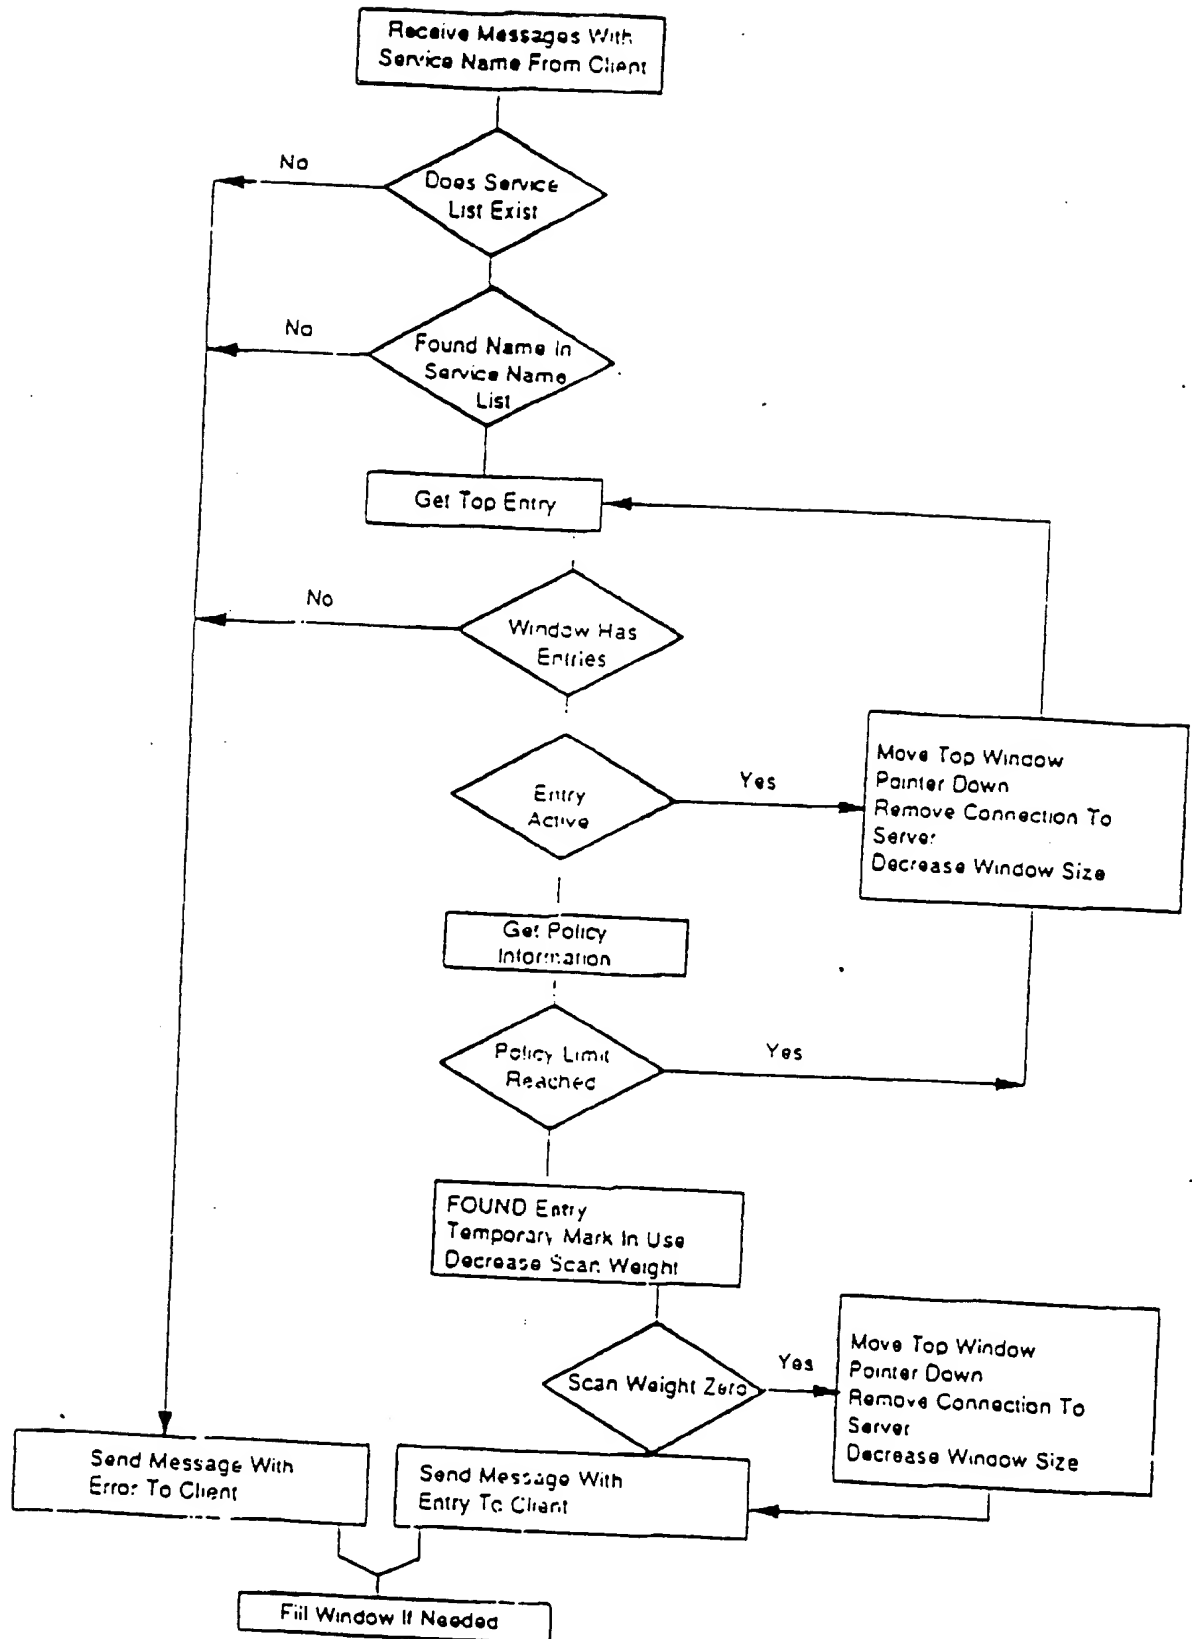 Receive Messages With
Service Name From Client
No
Does Service
List Exist
No
Found Name In
Service Name
List
Get Top Entry
No
Window Has
Entries
Move Top Window
Pointer Down
Remove Connection To
Server.
Decrease Window Size
Yes
Entry
Active
Get Policy
Information
Policy Limit
Reached
Yes
FOUND Entry
Temporary Mark In Use
Decrease Scan Weight
Scan Weight Zero
Yes
Move Top Window
Pointer Down
Remove Connection To
Server
Decrease Window Size
Send Message With
Error To Client
Send Message With
Entry To Client
Fill Window If Needed